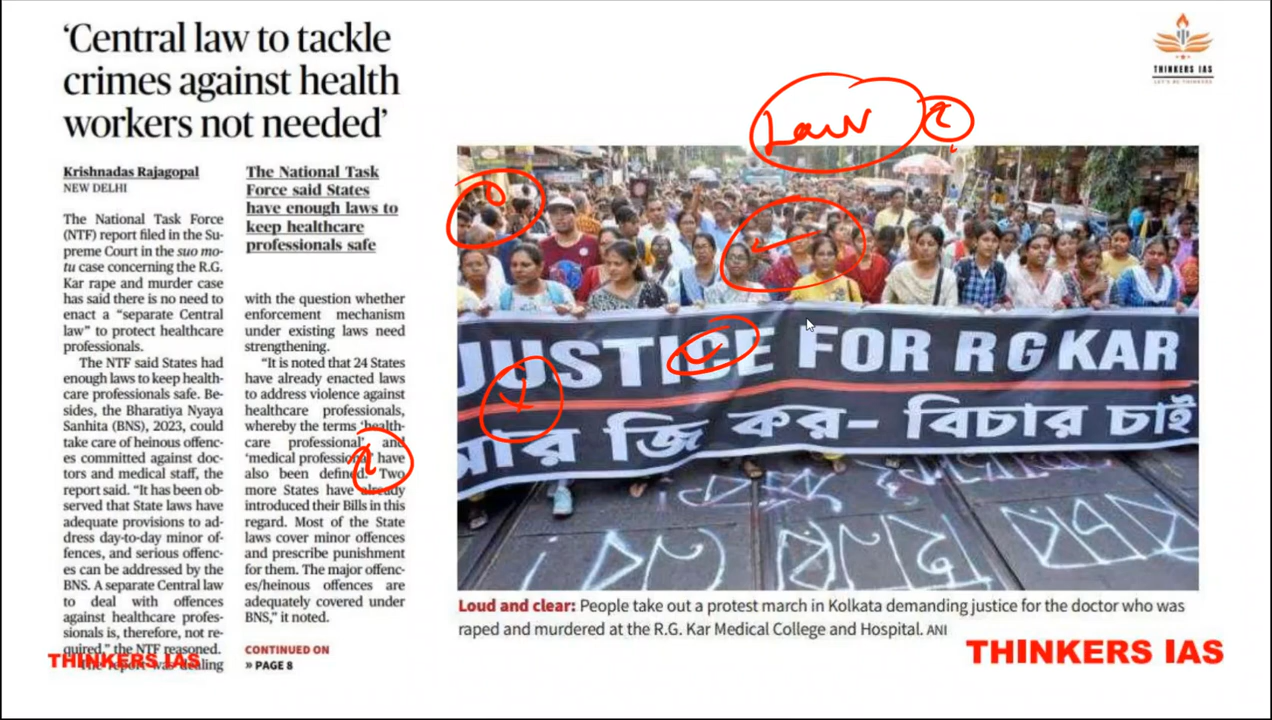 ‘Central law to tackle
crimes against health
workers not needed’
Krishnadas Rajagopal
NEW DELHI
The National Task Force
(NTF) report filed in the Su-
preme Court in the suo mo-
tu case concerning the R.G.
Kar rape and murder case
has said there is no need to
enact a “separate Central
law” to protect healthcare
professionals.
The NTF said States had
enough laws to keep health-
care professionals safe. Be-
sides, the Bharatiya Nyaya
Sanhita (BNS), 2023, could
take care of heinous offenc-
es committed against doc-
tors and medical staff, the
report said. “It has been ob-
served that State laws have
adequate provisions to ad-
dress day-to-day minor of-
fences, and serious offenc-
es can be addressed by the
BNS. A separate Central law
to deal with offences
against healthcare profes-
sionals is, therefore, not re-
quired,” the NTF reasoned.
The report was dealing
THINKERS IAS
The National Task
Force said States
have enough laws to
keep healthcare
professionals safe
with the question whether
enforcement mechanism
under existing laws need
strengthening.
“It is noted that 24 States
have already enacted laws
to address violence against
healthcare professionals,
whereby the terms ‘health-
care professional’ and
‘medical professional’ have
also been defined. Two
more States have already
introduced their Bills in this
regard. Most of the State
laws cover minor offences
and prescribe punishment
for them. The major offenc-
es/heinous offences are
adequately covered under
BNS,” it noted.
CONTINUED ON
» PAGE 8
THINKERS IAS
LET'S BE THINKERS
Law
JUSTICE FOR R G KAR
আর জি কর– বিচার চাই
Loud and clear: People take out a protest march in Kolkata demanding justice for the doctor who was
raped and murdered at the R.G. Kar Medical College and Hospital. ANI
THINKERS IAS